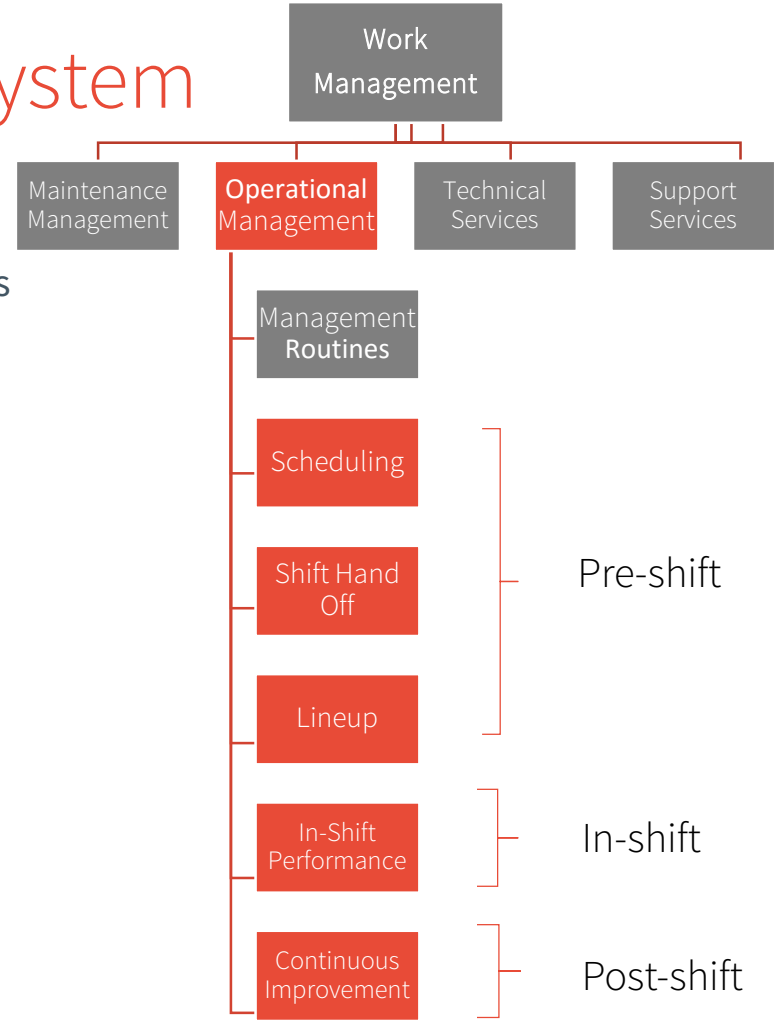 ystem
Work
Management
Maintenance
Management
Operational
Management
Technical
Services
Support
Services
s
Management
Routines
Scheduling
Shift Hand
Off
Lineup
Pre-shift
In-Shift
Performance
In-shift
Continuous
Improvement
Post-shift